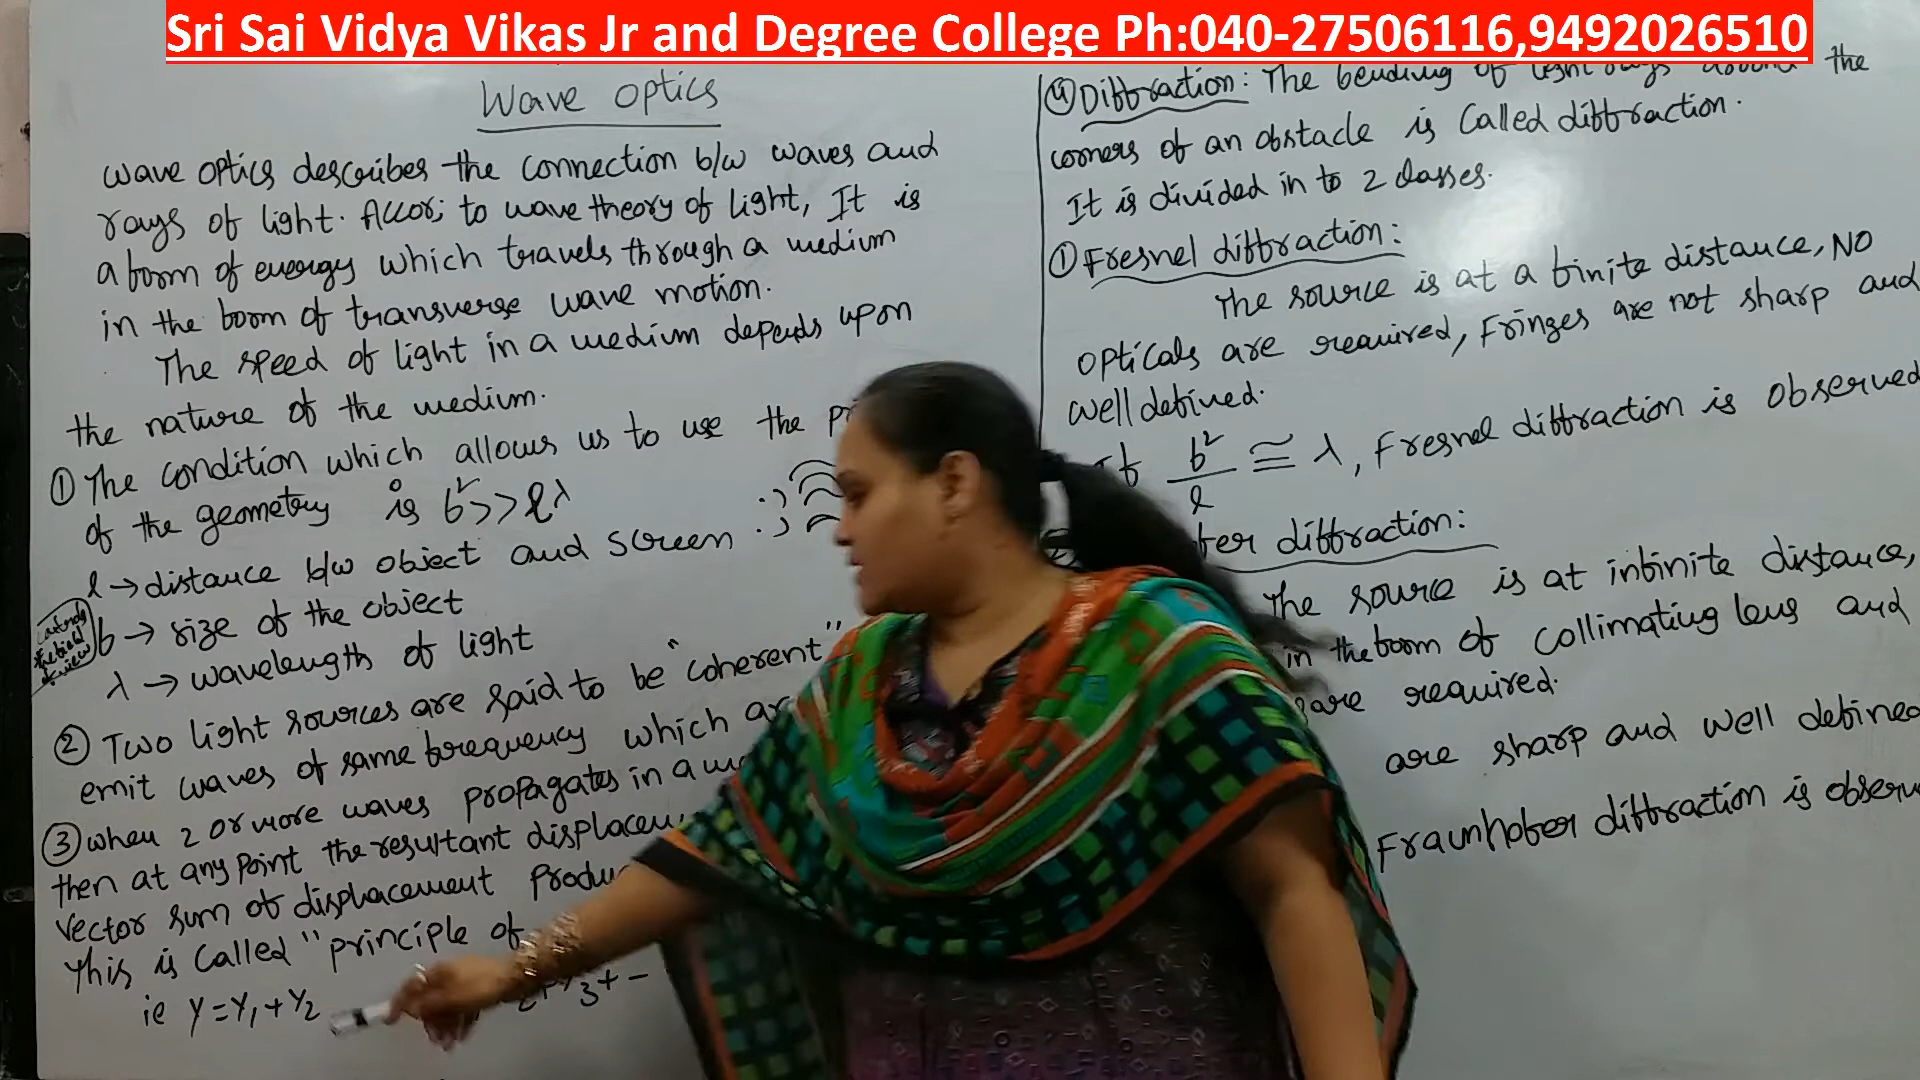 Sri Sai Vidya Vikas Jr and Degree College Ph:040-27506116,9492026510
Wave Optics
Wave Optics describes the connection b/w waves and
rays of light. Accor; to wave theory of light, It is
a form of energy which travels through a medium
in the form of transverse wave motion.
The speed of light in a medium depends upon
the nature of the medium.
① The condition which allows us to use the
of the geometry is b²>>lλ
l → distance b/w object and screen
b → size of the object
λ → wavelength of light
② Two light sources are said to be "coherent"
emit waves of same frequency which
③ when 2 or more waves propagates in a
then at any point the resultant
vector sum of displacement
This is called "principle of
ie y=y₁+y₂
₃+ -
④ Diffraction: The bending of light rays around the
corners of an obstacle is called diffraction.
It is divided in to 2 classes.
① Fresnel diffraction:
The source is at a finite distance, No
opticals are required, Fringes are not sharp and
well defined.
If b²/l ≅ λ, Fresnel diffraction is observed
diffraction:
The source is at infinite distance,
in the form of collimating lens and
are required.
are sharp and well defined
Fraunhofer diffraction is